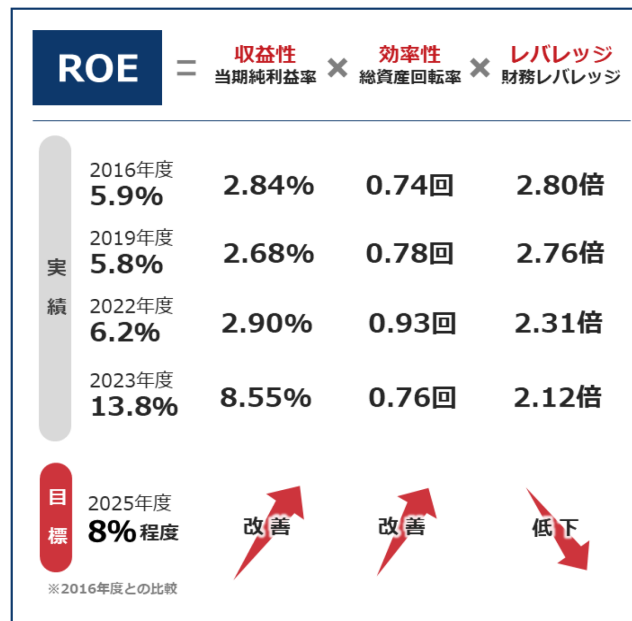 ROE = 収益性 × 効率性 × レバレッジ
当期純利益率 総資産回転率 財務レバレッジ
実績
2016年度
5.9% 2.84% 0.74回 2.80倍
2019年度
5.8% 2.68% 0.78回 2.76倍
2022年度
6.2% 2.90% 0.93回 2.31倍
2023年度
13.8% 8.55% 0.76回 2.12倍
目標
2025年度
8%程度 改善 改善 低下
※2016年度との比較